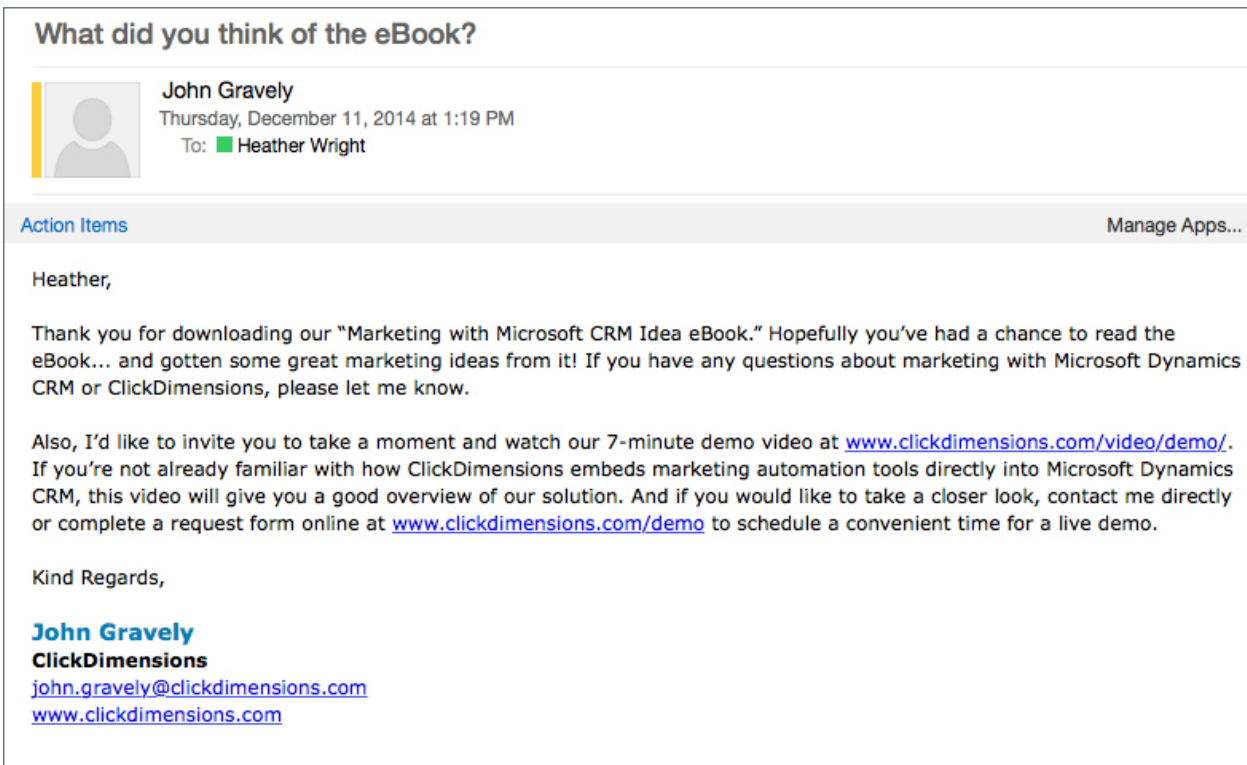 What did you think of the eBook?
John Gravely
Thursday, December 11, 2014 at 1:19 PM
To: Heather Wright
Action Items Manage Apps...
Heather,
Thank you for downloading our “Marketing with Microsoft CRM Idea eBook.” Hopefully you’ve had a chance to read the
eBook... and gotten some great marketing ideas from it! If you have any questions about marketing with Microsoft Dynamics
CRM or ClickDimensions, please let me know.
Also, I’d like to invite you to take a moment and watch our 7-minute demo video at www.clickdimensions.com/video/demo/.
If you’re not already familiar with how ClickDimensions embeds marketing automation tools directly into Microsoft Dynamics
CRM, this video will give you a good overview of our solution. And if you would like to take a closer look, contact me directly
or complete a request form online at www.clickdimensions.com/demo to schedule a convenient time for a live demo.
Kind Regards,
John Gravely
ClickDimensions
john.gravely@clickdimensions.com
www.clickdimensions.com